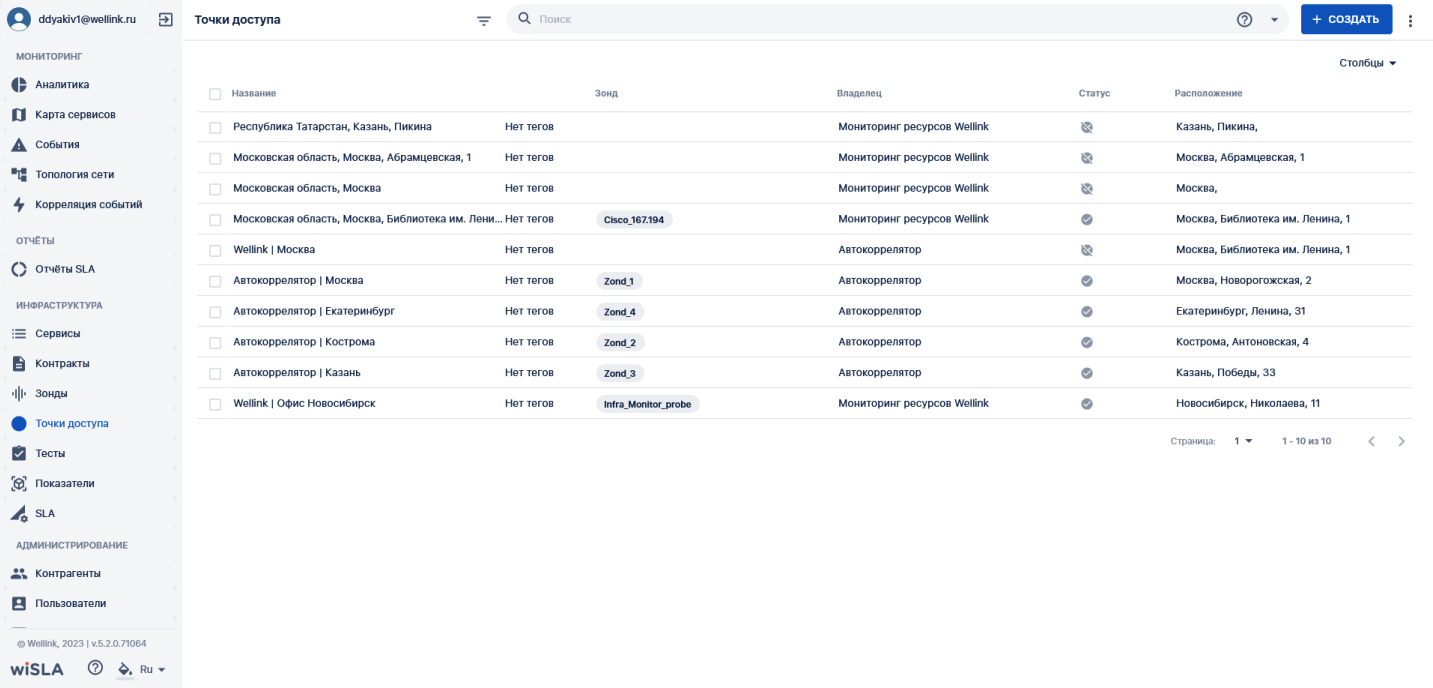 ddyakiv1@wellink.ru
Точки доступа
Поиск
+ СОЗДАТЬ
МОНИТОРИНГ
Аналитика
Карта сервисов
События
Топология сети
Корреляция событий
ОТЧЁТЫ
Отчёты SLA
ИНФРАСТРУКТУРА
Сервисы
Контракты
Зонды
Точки доступа
Тесты
Показатели
SLA
АДМИНИСТРИРОВАНИЕ
Контрагенты
Пользователи
© Wellink, 2023 | v.5.2.0.71064
wiSLA Ru
Столбцы
Название Зонд Владелец Статус Расположение
Республика Татарстан, Казань, Пикина Нет тегов Мониторинг ресурсов Wellink Казань, Пикина,
Московская область, Москва, Абрамцевская, 1 Нет тегов Мониторинг ресурсов Wellink Москва, Абрамцевская, 1
Московская область, Москва Нет тегов Мониторинг ресурсов Wellink Москва,
Московская область, Москва, Библиотека им. Лени... Нет тегов Cisco_167.194 Мониторинг ресурсов Wellink Москва, Библиотека им. Ленина, 1
Wellink | Москва Нет тегов Автокоррелятор Москва, Библиотека им. Ленина, 1
Автокоррелятор | Москва Нет тегов Zond_1 Автокоррелятор Москва, Новорогожская, 2
Автокоррелятор | Екатеринбург Нет тегов Zond_4 Автокоррелятор Екатеринбург, Ленина, 31
Автокоррелятор | Кострома Нет тегов Zond_2 Автокоррелятор Кострома, Антоновская, 4
Автокоррелятор | Казань Нет тегов Zond_3 Автокоррелятор Казань, Победы, 33
Wellink | Офис Новосибирск Нет тегов Infra_Monitor_probe Мониторинг ресурсов Wellink Новосибирск, Николаева, 11
Страница: 1 1 - 10 из 10